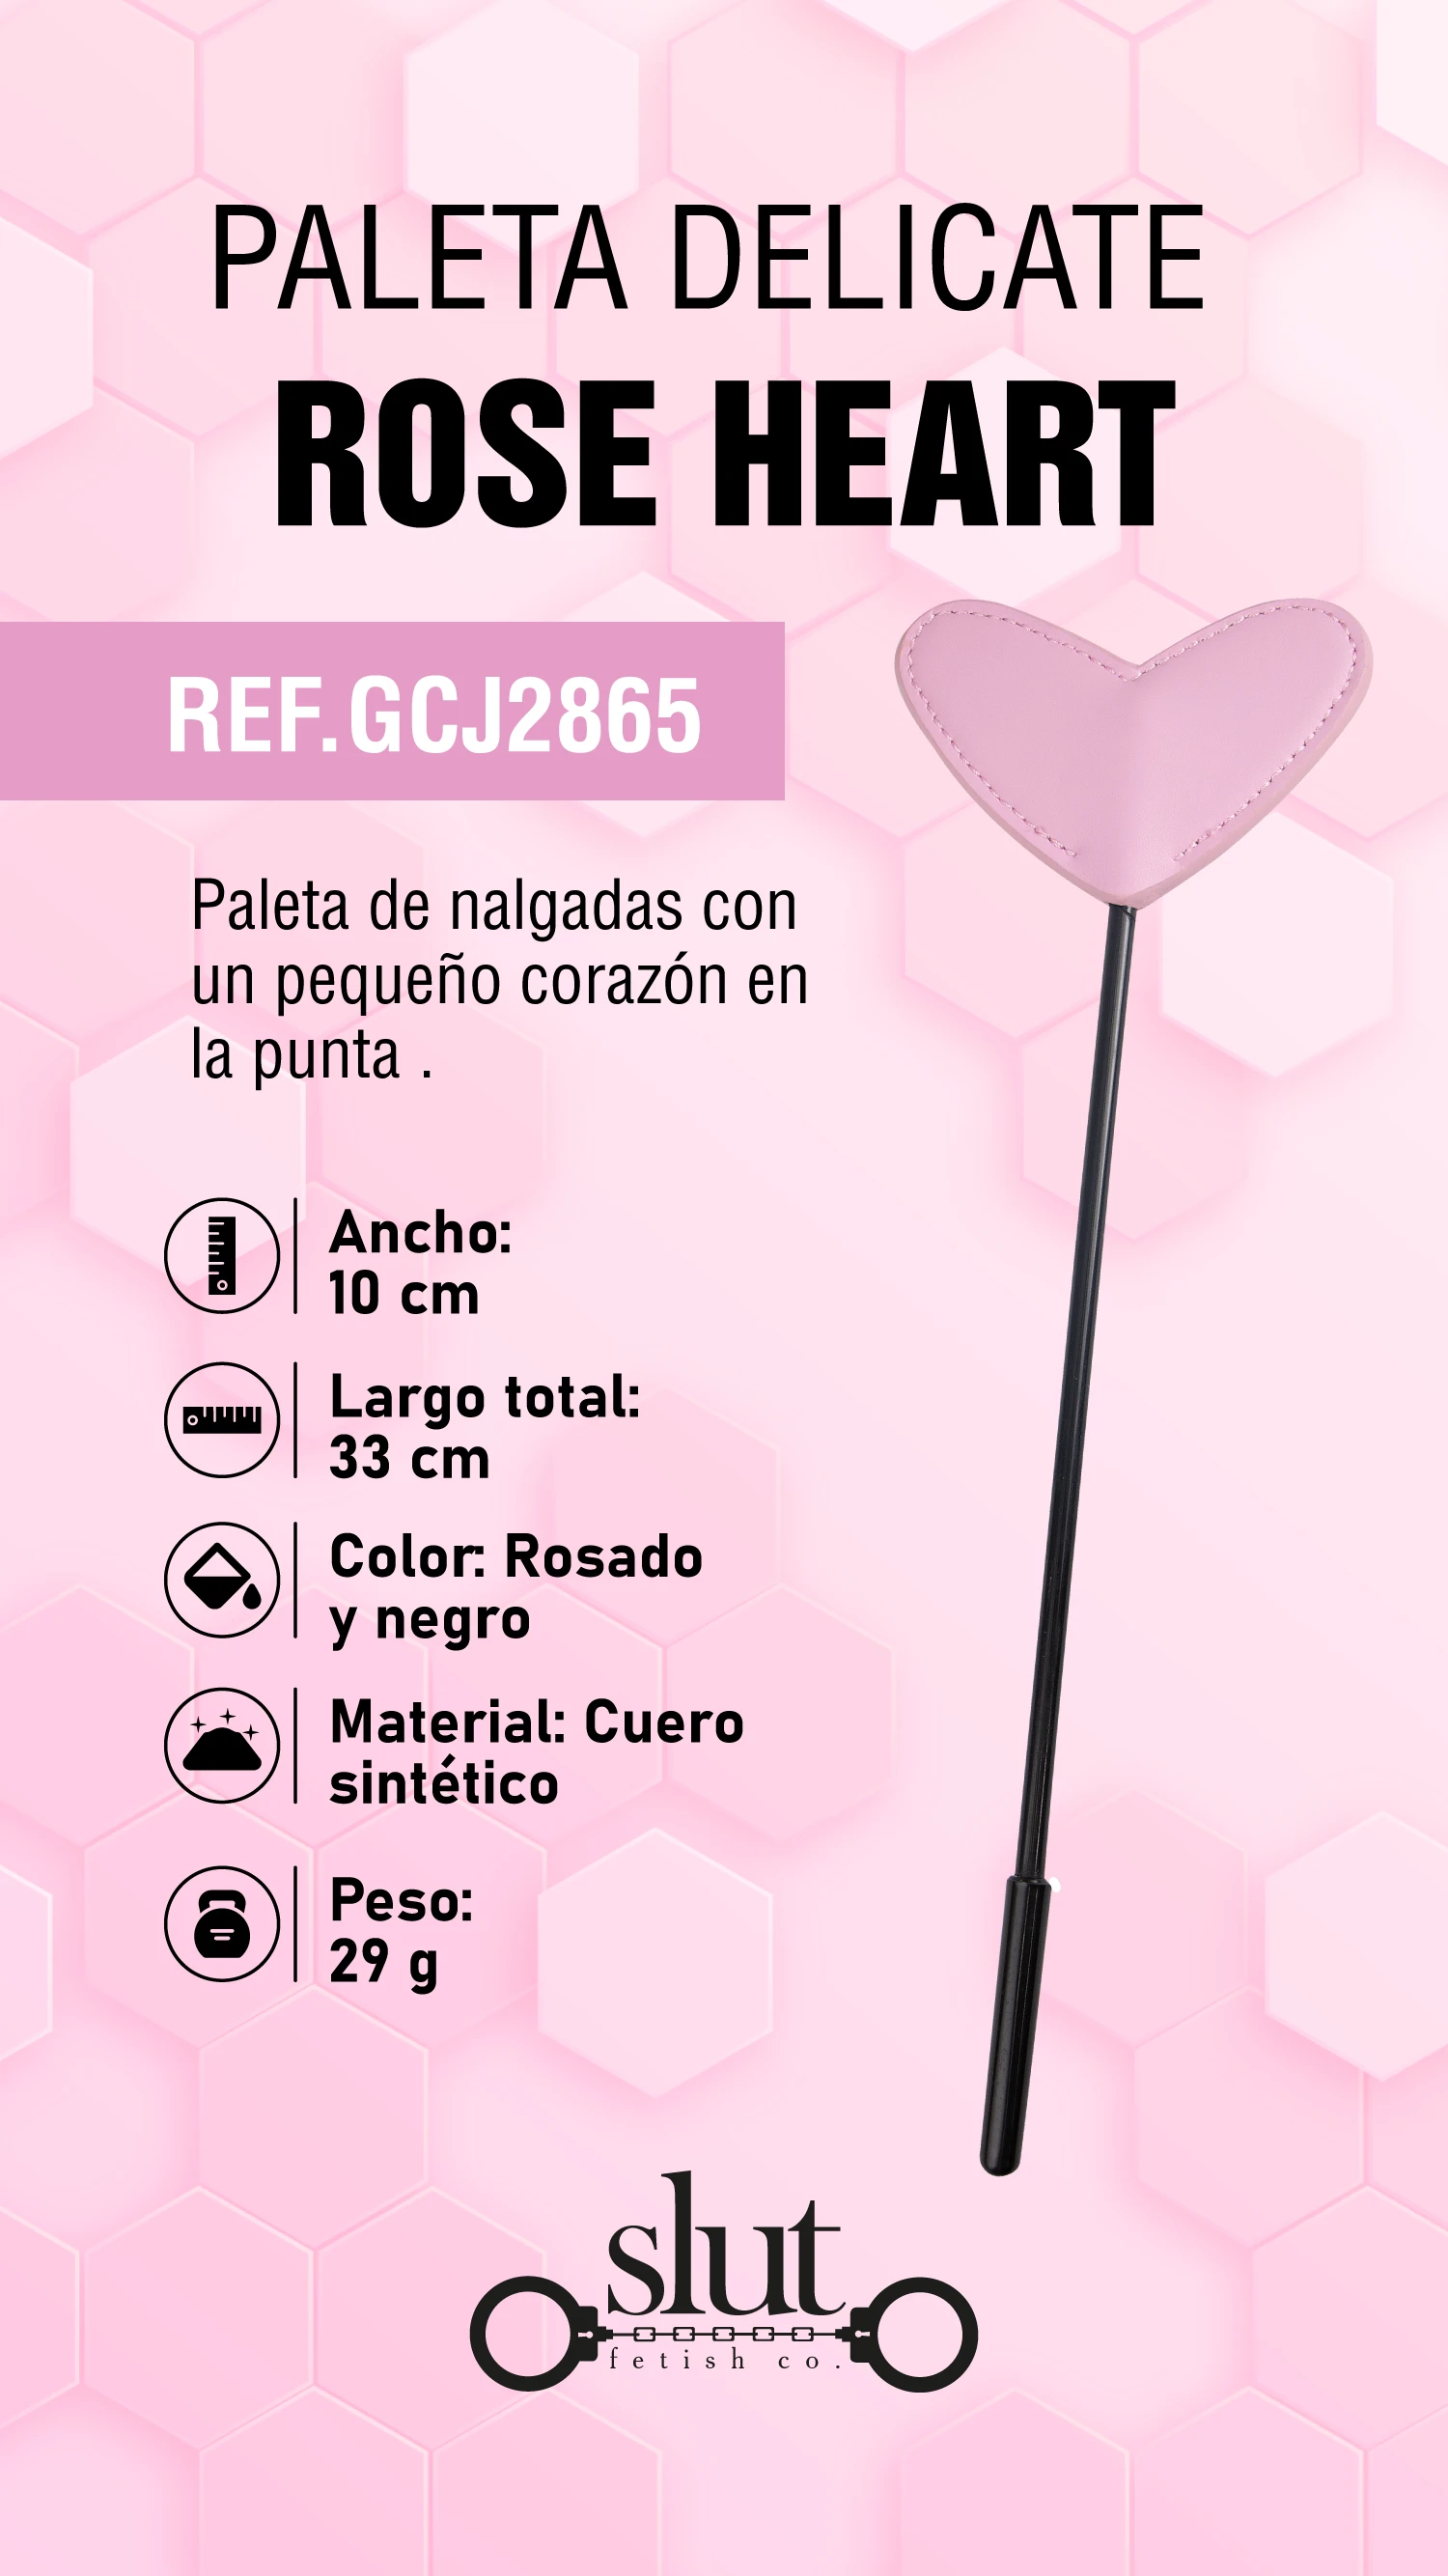 PALETA DELICATE
ROSE HEART
REF.GCJ2865
Paleta de nalgadas con
un pequeño corazón en
la punta .
Ancho:
10 cm
Largo total:
33 cm
Color: Rosado
y negro
Material: Cuero
sintético
Peso:
29 g
slut
fetish co.